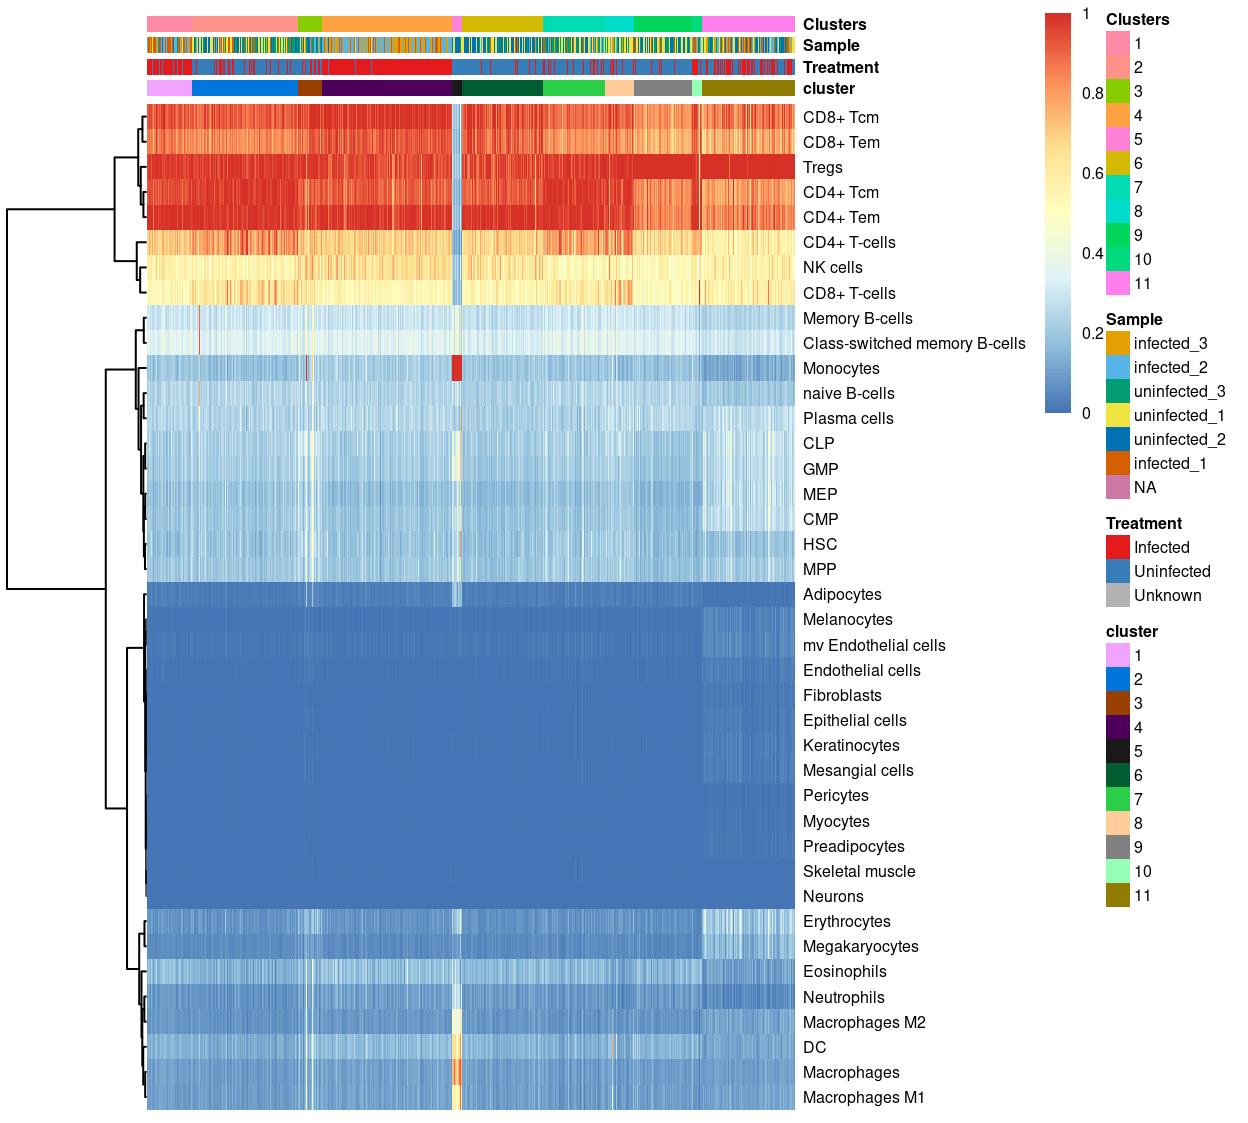 Clusters
Sample
Treatment
cluster
CD8+ Tcm
CD8+ Tem
Tregs
CD4+ Tcm
CD4+ Tem
CD4+ T-cells
NK cells
CD8+ T-cells
Memory B-cells
Class-switched memory B-cells
Monocytes
naive B-cells
Plasma cells
CLP
GMP
MEP
CMP
HSC
MPP
Adipocytes
Melanocytes
mv Endothelial cells
Endothelial cells
Fibroblasts
Epithelial cells
Keratinocytes
Mesangial cells
Pericytes
Myocytes
Preadipocytes
Skeletal muscle
Neurons
Erythrocytes
Megakaryocytes
Eosinophils
Neutrophils
Macrophages M2
DC
Macrophages
Macrophages M1
1
0.8
0.6
0.4
0.2
0
Clusters
1
2
3
4
5
6
7
8
9
10
11
Sample
infected_3
infected_2
uninfected_3
uninfected_1
uninfected_2
infected_1
NA
Treatment
Infected
Uninfected
Unknown
cluster
1
2
3
4
5
6
7
8
9
10
11